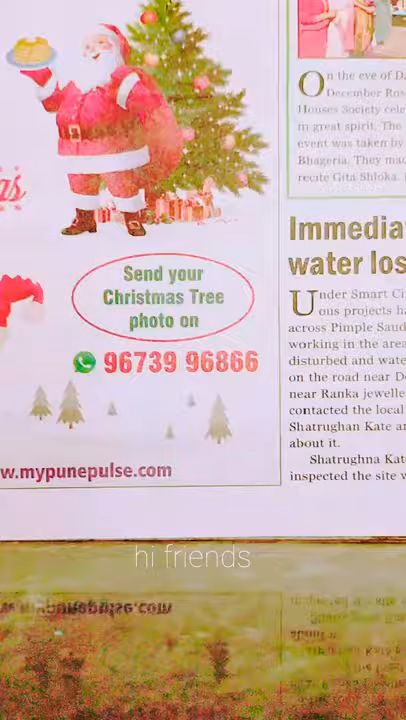 as
Send your
Christmas Tree
photo on
96739 96866
w.mypunepulse.com
On the eve of D
December Ros
Houses Society cele
in great spirit. The
event was taken by
Bhageria. They mad
recite Gita Shloka.
Immedia
water los
Under Smart Ci
ous projects ha
across Pimple Saud
working in the area
disturbed and wate
on the road near D
near Ranka jewelle
contacted the local
Shatrughan Kate an
about it.
Shatrughna Kat
inspected the site v
hi friends